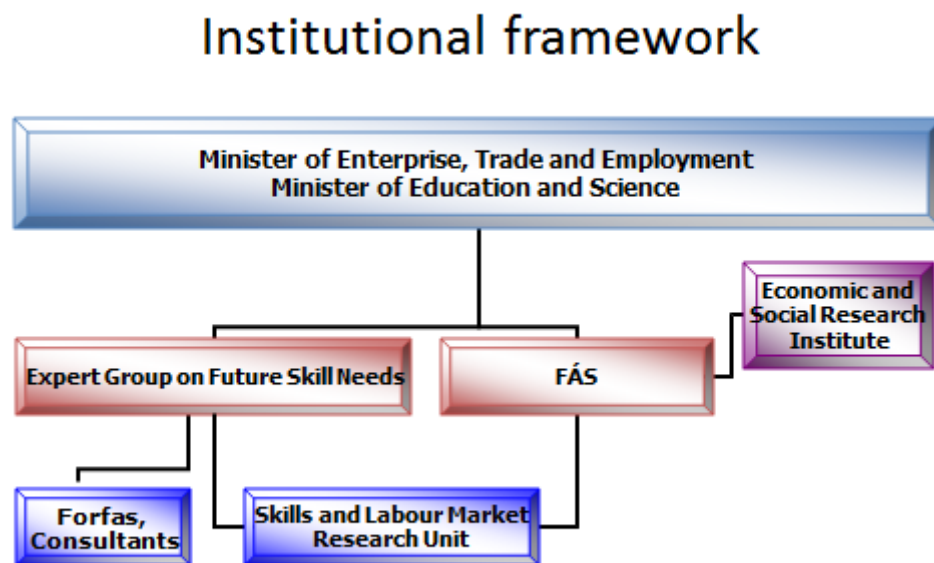 Institutional framework
Minister of Enterprise, Trade and Employment
Minister of Education and Science
Economic and
Social Research
Institute
Expert Group on Future Skill Needs
FÁS
Forfas,
Consultants
Skills and Labour Market
Research Unit